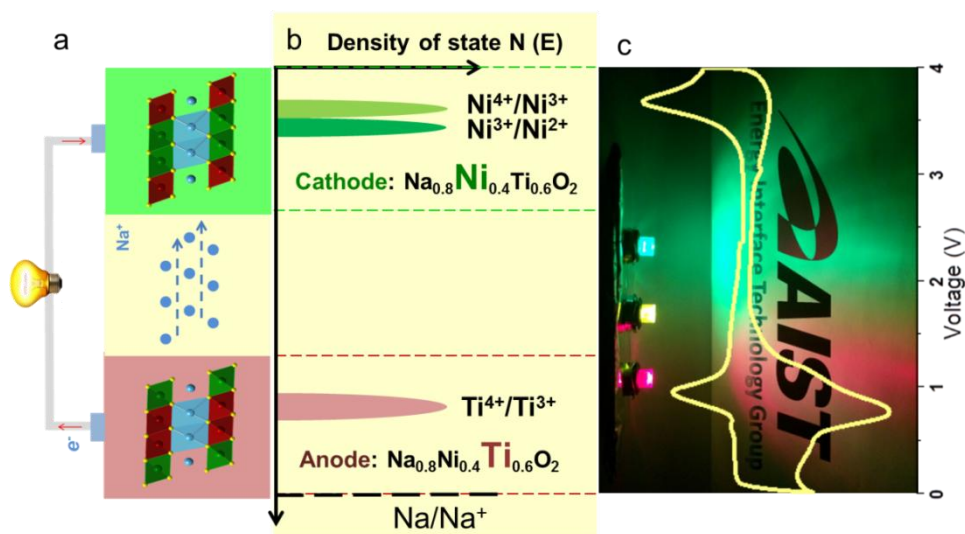 a
b
Density of state N (E)
c
Ni⁴⁺/Ni³⁺
Ni³⁺/Ni²⁺
Cathode: Na₀.₈Ni₀.₄Ti₀.₆O₂
Na⁺
e⁻
Ti⁴⁺/Ti³⁺
Anode: Na₀.₈Ni₀.₄Ti₀.₆O₂
Na/Na⁺
Energy Interface Technology Group
AIST
4
3
2
1
0
Voltage (V)